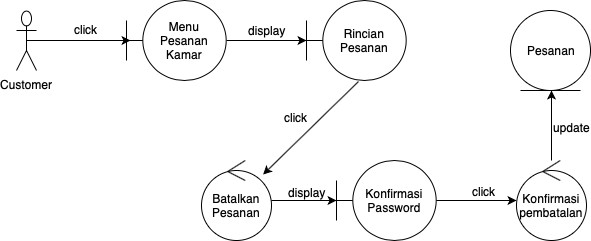 click
Menu
Pesanan
Kamar
display
Rincian
Pesanan
Pesanan
Customer
click
update
Batalkan
Pesanan
display
Konfirmasi
Password
click
Konfirmasi
pembatalan